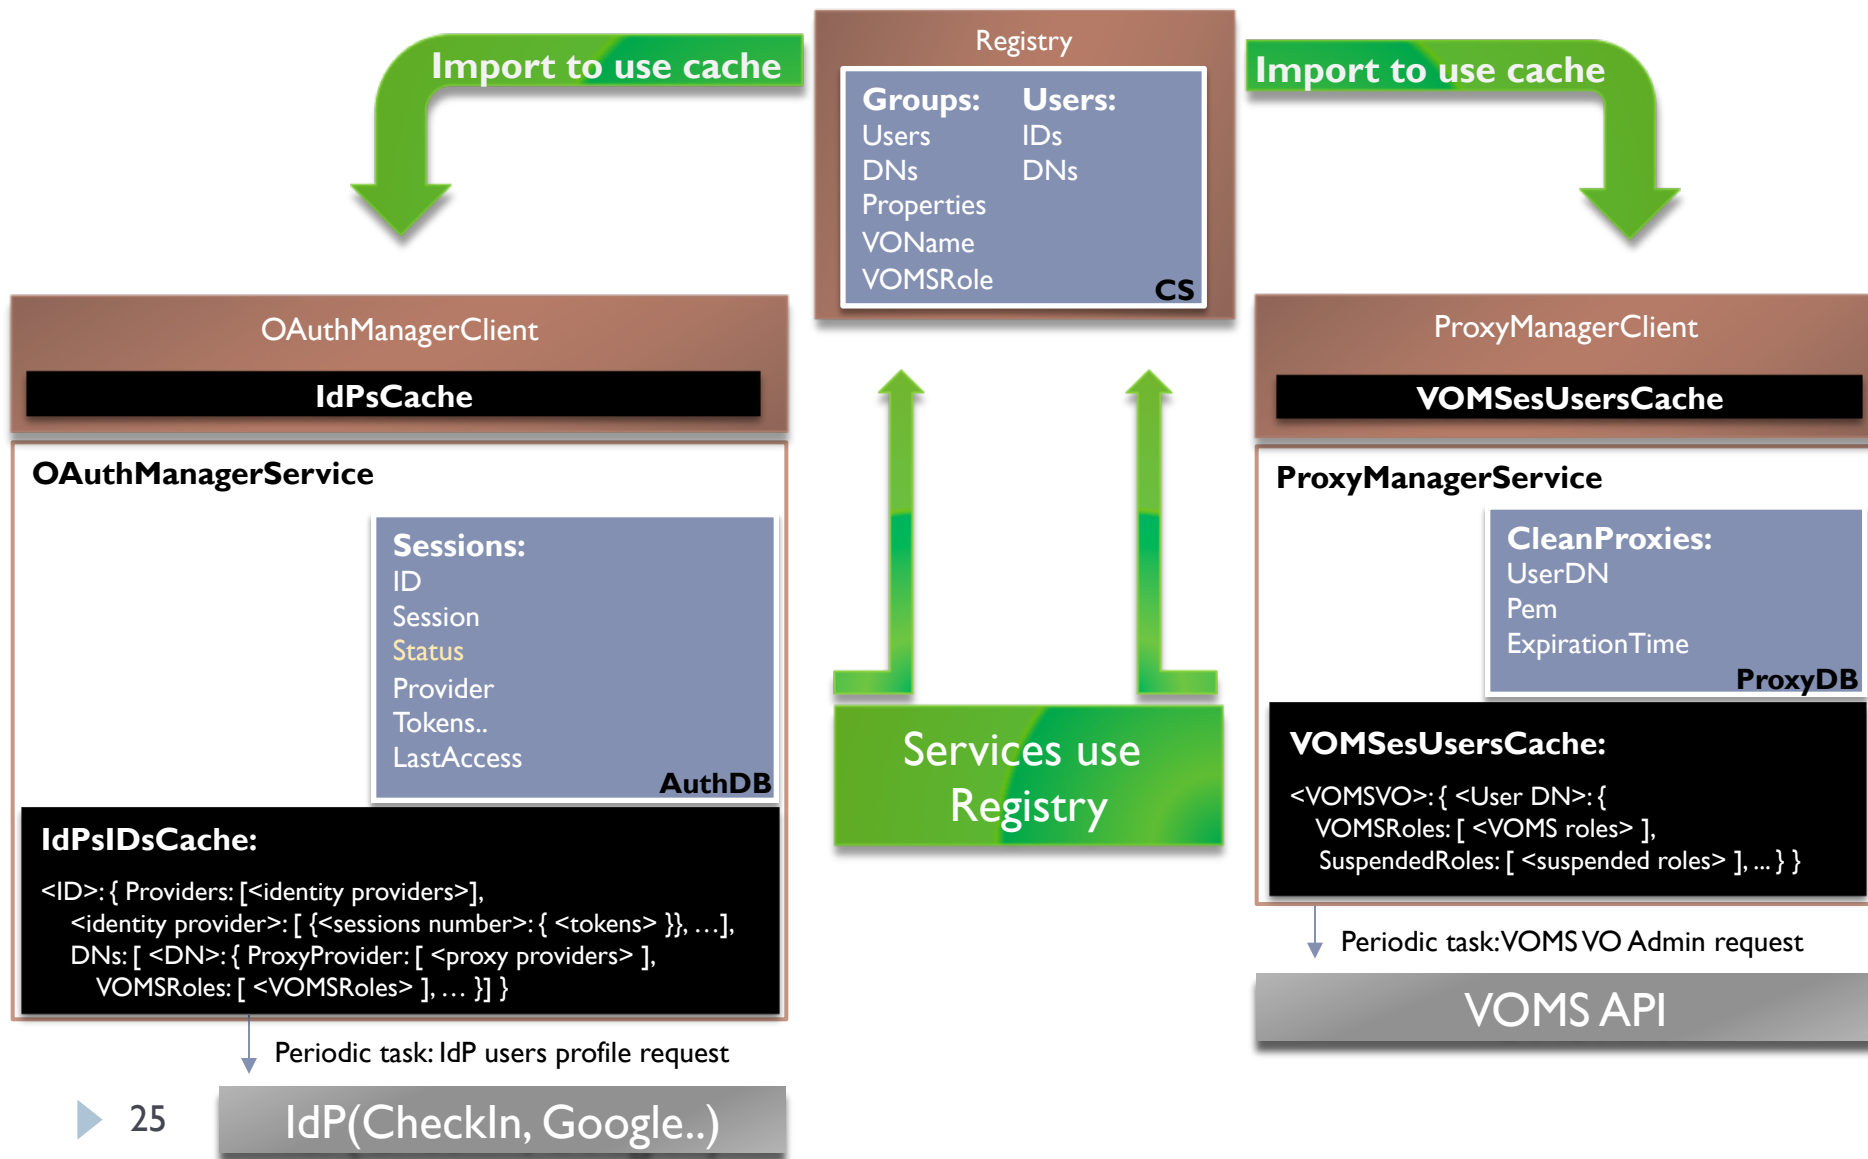 Import to use cache
Registry
Groups:
Users
DNs
Properties
VOName
VOMSRole
Users:
IDs
DNs
CS
Import to use cache
OAuthManagerClient
IdPsCache
OAuthManagerService
Sessions:
ID
Session
Status
Provider
Tokens..
LastAccess
AuthDB
IdPsIDsCache:
<ID>: { Providers: [<identity providers>],
<identity provider>: [ {<sessions number>: { <tokens> }}, …],
DNs: [ <DN>: { ProxyProvider: [ <proxy providers> ],
VOMSRoles: [ <VOMSRoles> ], … }] }
Periodic task: IdP users profile request
IdP(CheckIn, Google..)
25
Services use
Registry
ProxyManagerClient
VOMSesUsersCache
ProxyManagerService
CleanProxies:
UserDN
Pem
ExpirationTime
ProxyDB
VOMSesUsersCache:
<VOMSVO>: { <User DN>: {
VOMSRoles: [ <VOMS roles> ],
SuspendedRoles: [ <suspended roles> ], ... } }
Periodic task: VOMS VO Admin request
VOMS API